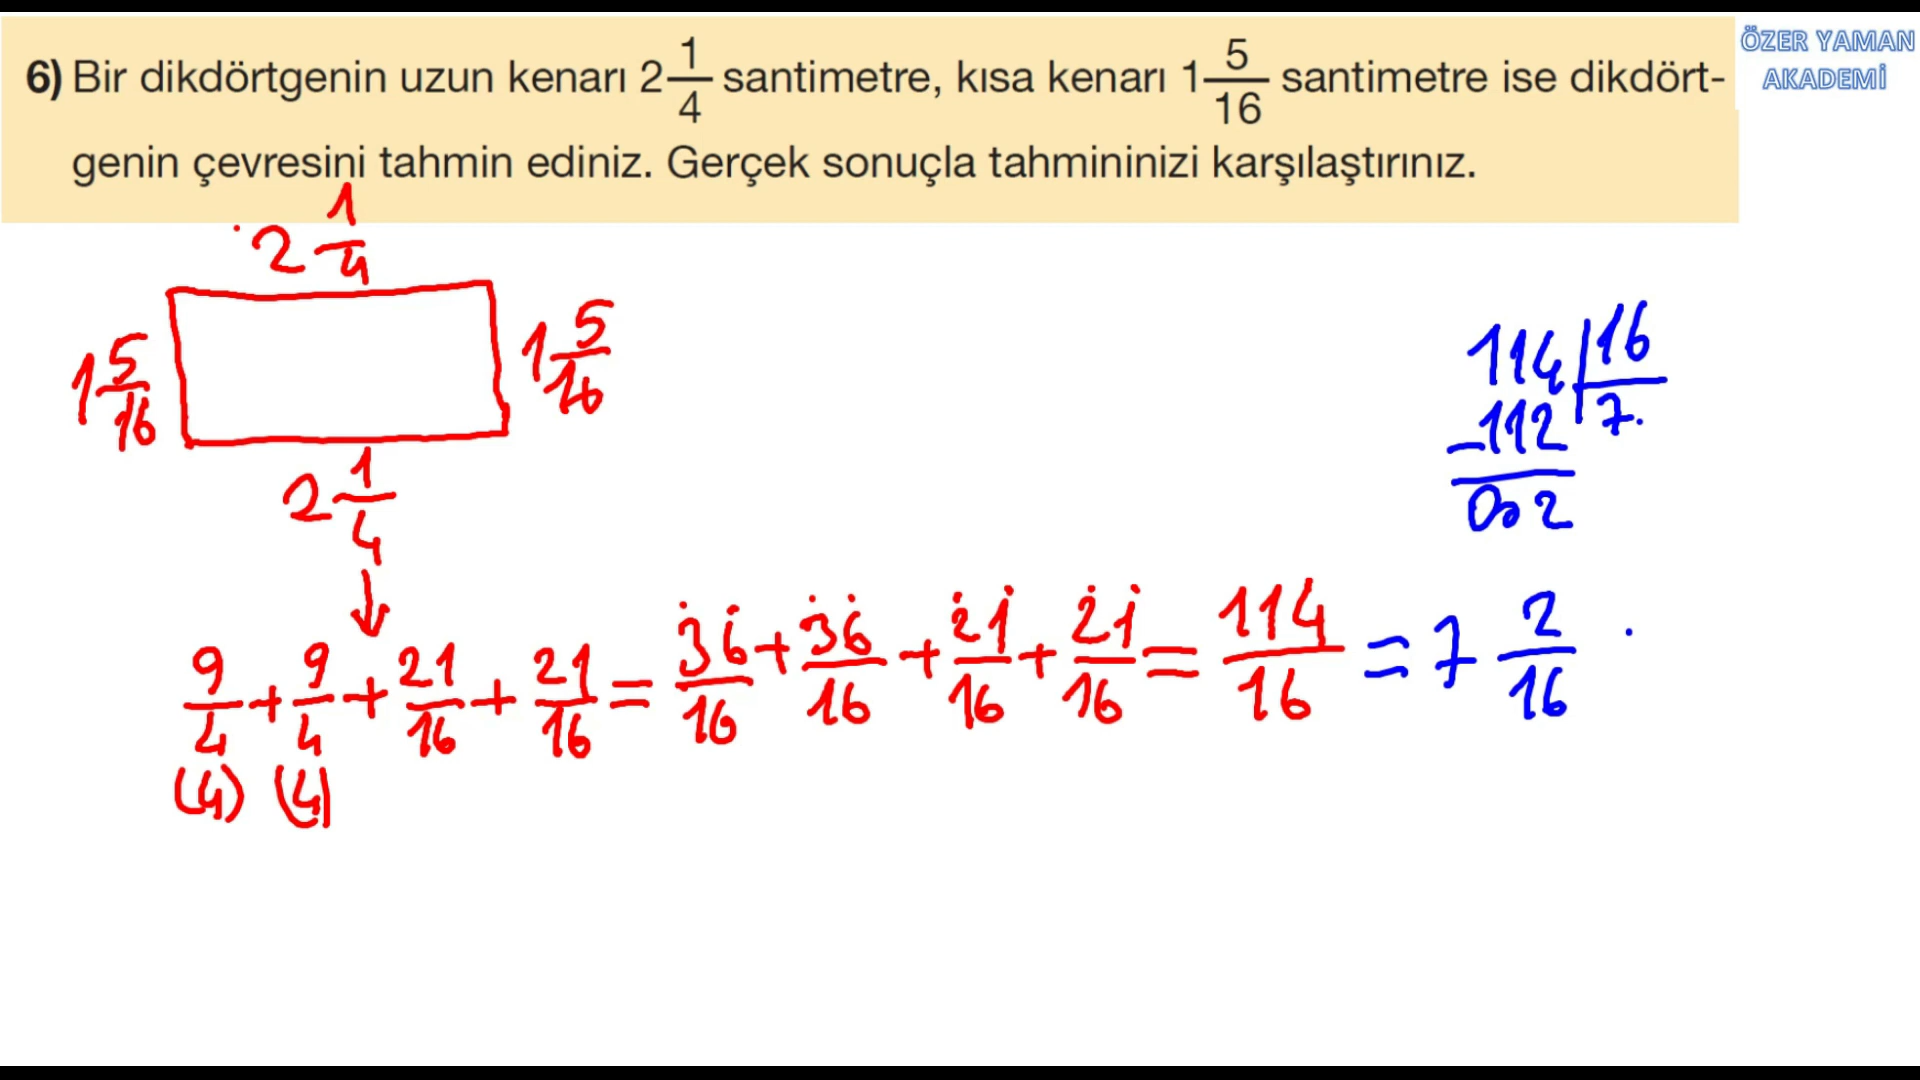 ÖZER YAMAN
AKADEMİ
6) Bir dikdörtgenin uzun kenarı 2 1/4 santimetre, kısa kenarı 1 5/16 santimetre ise dikdört-
genin çevresini tahmin ediniz. Gerçek sonuçla tahmininizi karşılaştırınız.
2 1/4
1 5/16
1 5/16
2 1/4
114 | 16
-112 | 7.
002
9/4 + 9/4 + 21/16 + 21/16 = 36/16 + 36/16 + 21/16 + 21/16 = 114/16 = 7 2/16
(4) (4)